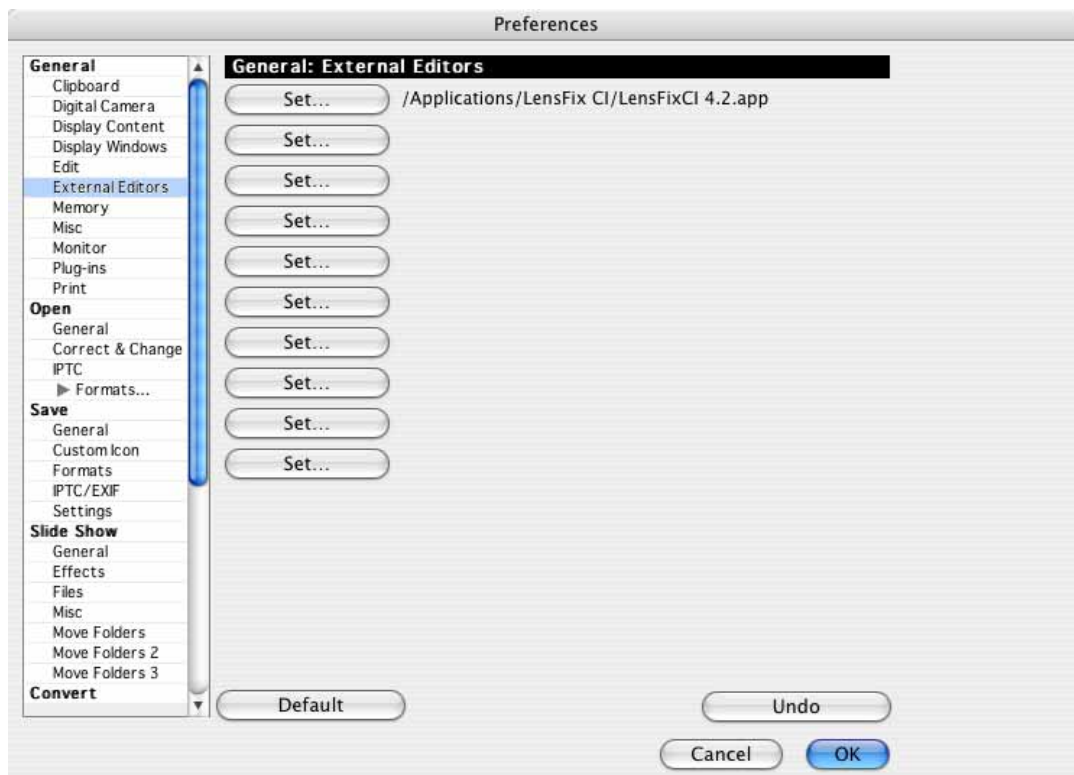 Preferences
General
Clipboard
Digital Camera
Display Content
Display Windows
Edit
External Editors
Memory
Misc
Monitor
Plug-ins
Print
Open
General
Correct & Change
IPTC
Formats...
Save
General
Custom Icon
Formats
IPTC/EXIF
Settings
Slide Show
General
Effects
Files
Misc
Move Folders
Move Folders 2
Move Folders 3
Convert
General: External Editors
Set... /Applications/LensFix CI/LensFixCI 4.2.app
Set...
Set...
Set...
Set...
Set...
Set...
Set...
Set...
Set...
Default Undo
Cancel OK